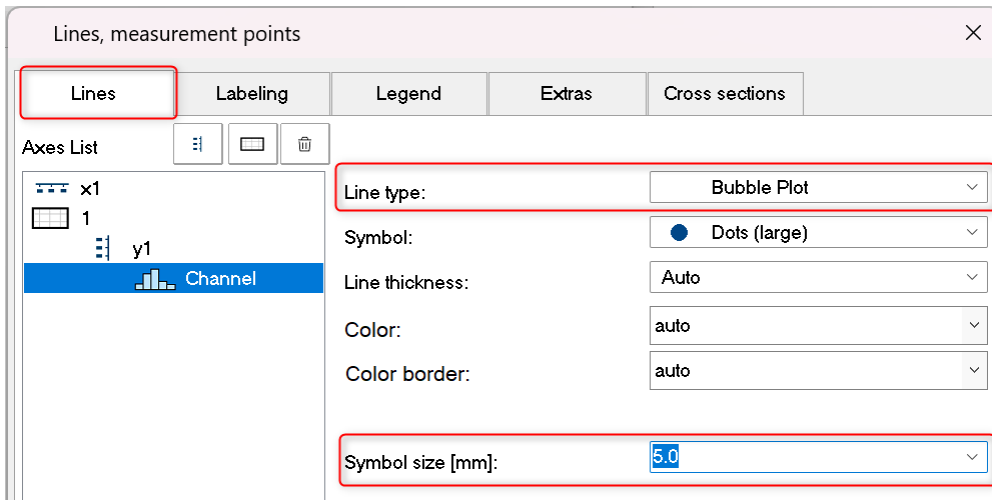 Lines, measurement points
Lines
Labeling
Legend
Extras
Cross sections
Axes List
x1
1
y1
Channel
Line type:
Bubble Plot
Symbol:
Dots (large)
Line thickness:
Auto
Color:
auto
Color border:
auto
Symbol size [mm]:
5.0